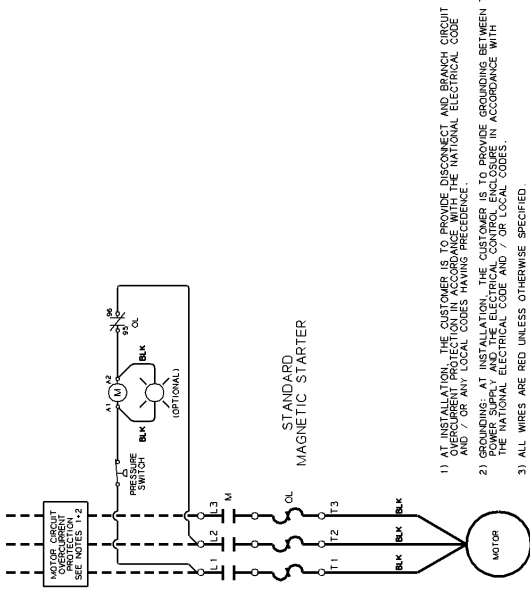 MOTOR CIRCUIT
OVERCURRENT
PROTECTION
SEE NOTES 1+2
L1
L2
L3
M
OL
T1
T2
T3
BLK
BLK
BLK
MOTOR
PRESSURE
SWITCH
A1
M
A2
BLK
BLK
(OPTIONAL)
95
96
OL
STANDARD
MAGNETIC STARTER
1) AT INSTALLATION, THE CUSTOMER IS TO PROVIDE DISCONNECT AND BRANCH CIRCUIT
OVERCURRENT PROTECTION IN ACCORDANCE WITH THE NATIONAL ELECTRICAL CODE
AND / OR ANY LOCAL CODES HAVING PRECEDENCE.
2) GROUNDING: AT INSTALLATION, THE CUSTOMER IS TO PROVIDE GROUNDING BETWEEN
POWER SUPPLY AND THE ELECTRICAL CONTROL ENCLOSURE IN ACCORDANCE WITH
THE NATIONAL ELECTRICAL CODE AND / OR LOCAL CODES.
3) ALL WIRES ARE RED UNLESS OTHERWISE SPECIFIED.